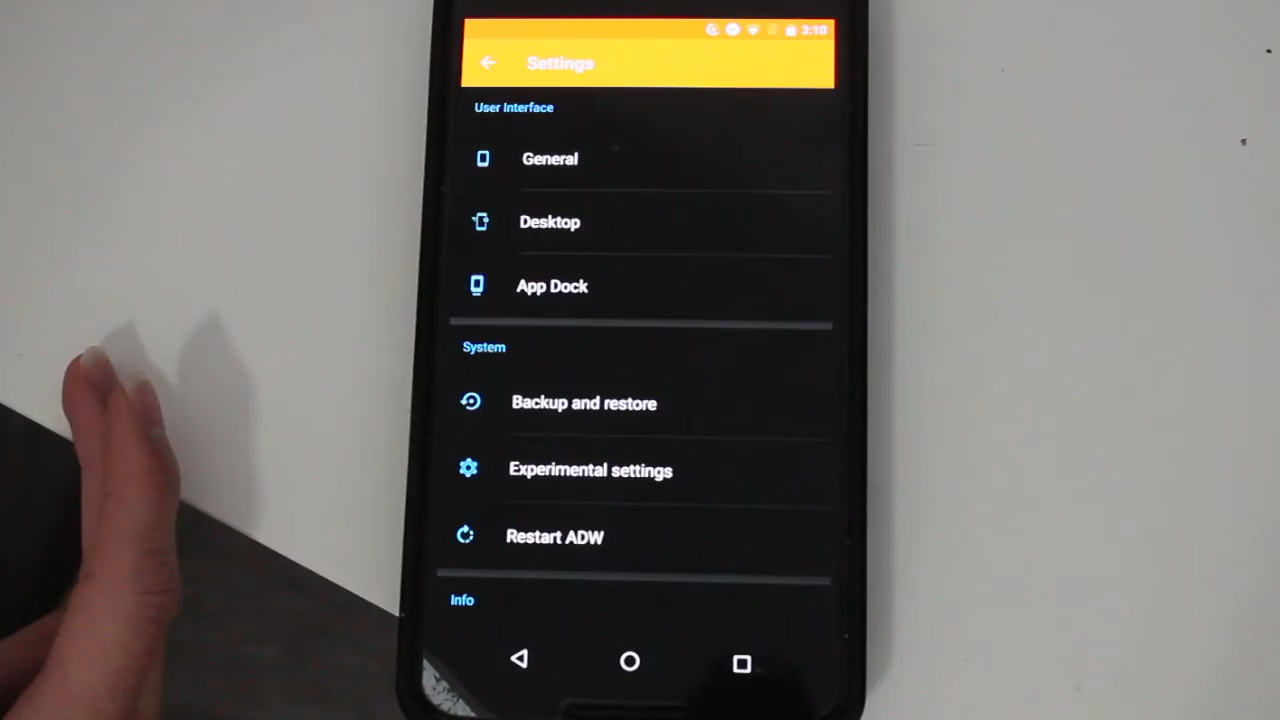 3:10
Settings
User Interface
General
Desktop
App Dock
System
Backup and restore
Experimental settings
Restart ADW
Info